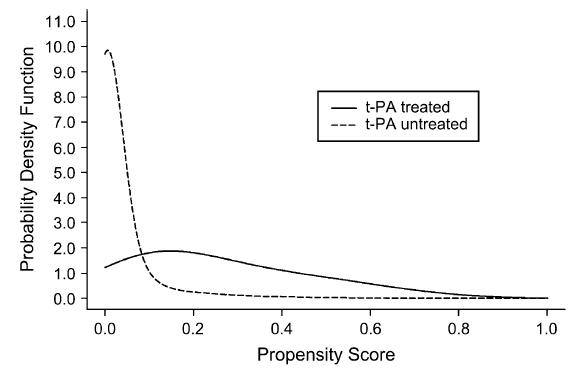 11.0
10.0
9.0
8.0
7.0
6.0
5.0
4.0
3.0
2.0
1.0
0.0
Probability Density Function
t-PA treated
t-PA untreated
0.0 0.2 0.4 0.6 0.8 1.0
Propensity Score